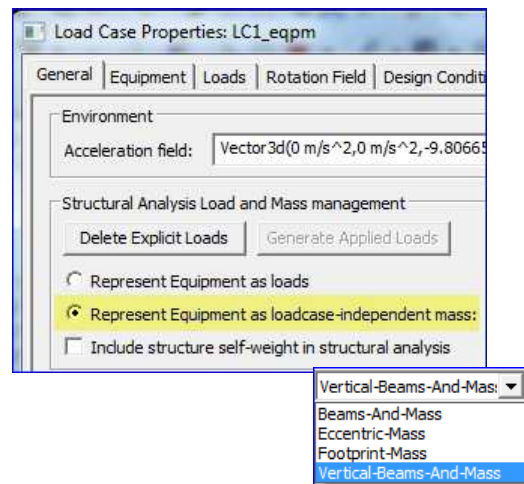 Load Case Properties: LC1_eqpm
General Equipment Loads Rotation Field Design Conditi
Environment
Acceleration field: Vector3d(0 m/s^2,0 m/s^2,-9.80665
Structural Analysis Load and Mass management
Delete Explicit Loads Generate Applied Loads
Represent Equipment as loads
Represent Equipment as loadcase-independent mass:
Include structure self-weight in structural analysis
Vertical-Beams-And-Mas
Beams-And-Mass
Eccentric-Mass
Footprint-Mass
Vertical-Beams-And-Mass